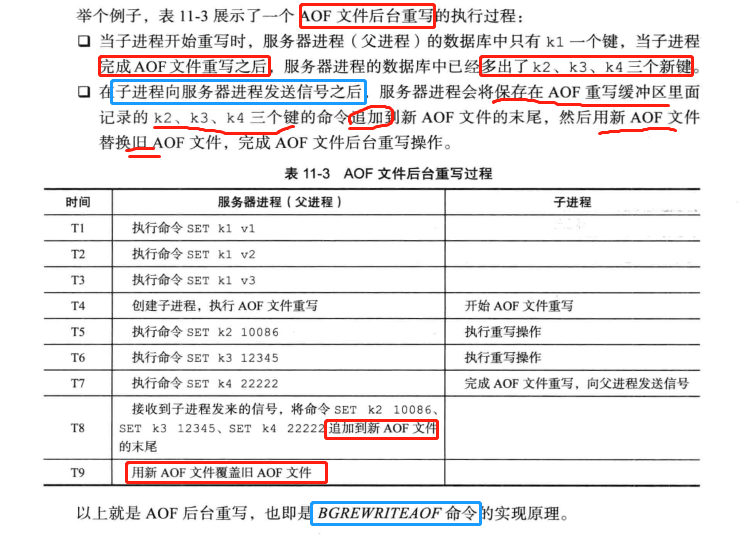 举个例子，表 11-3 展示了一个 AOF 文件后台重写的执行过程：
❑ 当子进程开始重写时，服务器进程（父进程）的数据库中只有 k1 一个键，当子进程
完成 AOF 文件重写之后，服务器进程的数据库中已经多出了 k2、k3、k4 三个新键。
❑ 在子进程向服务器进程发送信号之后，服务器进程会将保存在 AOF 重写缓冲区里面
记录的 k2、k3、k4 三个键的命令追加到新 AOF 文件的末尾，然后用新 AOF 文件
替换旧 AOF 文件，完成 AOF 文件后台重写操作。
表 11-3 AOF 文件后台重写过程
时间 服务器进程（父进程） 子进程
T1 执行命令 SET k1 v1
T2 执行命令 SET k1 v2
T3 执行命令 SET k1 v3
T4 创建子进程，执行 AOF 文件重写 开始 AOF 文件重写
T5 执行命令 SET k2 10086 执行重写操作
T6 执行命令 SET k3 12345 执行重写操作
T7 执行命令 SET k4 22222 完成 AOF 文件重写，向父进程发送信号
接收到子进程发来的信号，将命令 SET k2 10086、
T8 SET k3 12345、SET k4 22222 追加到新 AOF 文件
的末尾
T9 用新 AOF 文件覆盖旧 AOF 文件
以上就是 AOF 后台重写，也即是 BGREWRITEAOF 命令的实现原理。